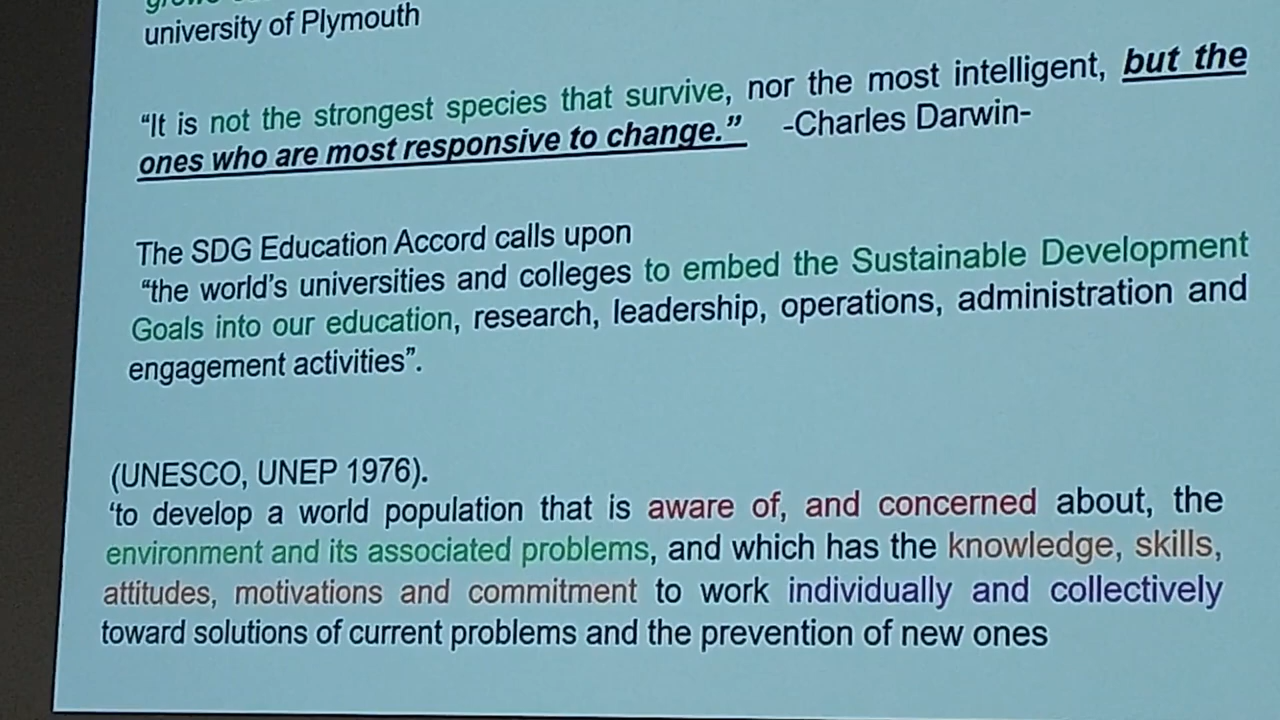 university of Plymouth
“It is not the strongest species that survive, nor the most intelligent, but the
ones who are most responsive to change.” -Charles Darwin-
The SDG Education Accord calls upon
“the world's universities and colleges to embed the Sustainable Development
Goals into our education, research, leadership, operations, administration and
engagement activities”.
(UNESCO, UNEP 1976).
‘to develop a world population that is aware of, and concerned about, the
environment and its associated problems, and which has the knowledge, skills,
attitudes, motivations and commitment to work individually and collectively
toward solutions of current problems and the prevention of new ones